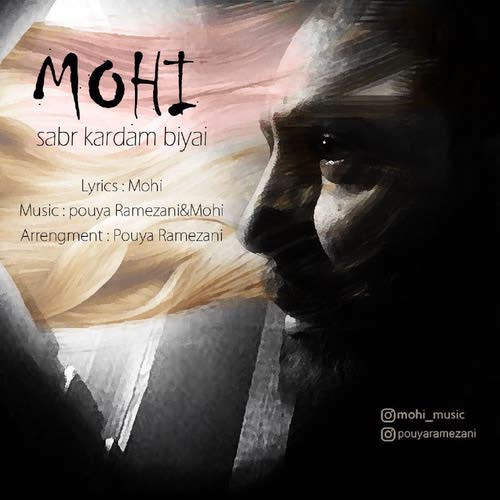 MOHI
sabr kardam biyai
Lyrics : Mohi
Music : pouya Ramezani&Mohi
Arrengment : Pouya Ramezani
mohi_music
pouyaramezani